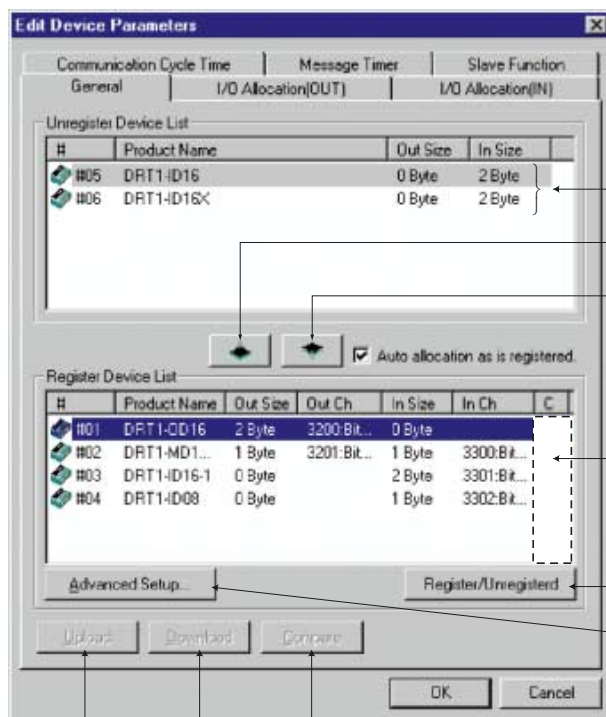 Edit Device Parameters
Communication Cycle Time Message Timer Slave Function
General I/O Allocation(OUT) I/O Allocation(IN)
Unregister Device List
# Product Name Out Size In Size
#05 DRT1-ID16 0 Byte 2 Byte
#06 DRT1-ID16X 0 Byte 2 Byte
Auto allocation as is registered.
Register Device List
# Product Name Out Size Out Ch In Size In Ch C
#01 DRT1-OD16 2 Byte 3200:Bit... 0 Byte
#02 DRT1-MD1... 1 Byte 3201:Bit... 1 Byte 3300:Bit...
#03 DRT1-ID16-1 0 Byte 2 Byte 3301:Bit...
#04 DRT1-ID08 0 Byte 1 Byte 3302:Bit...
Advanced Setup... Register/Unregisterd
Upload Download Compare
OK Cancel